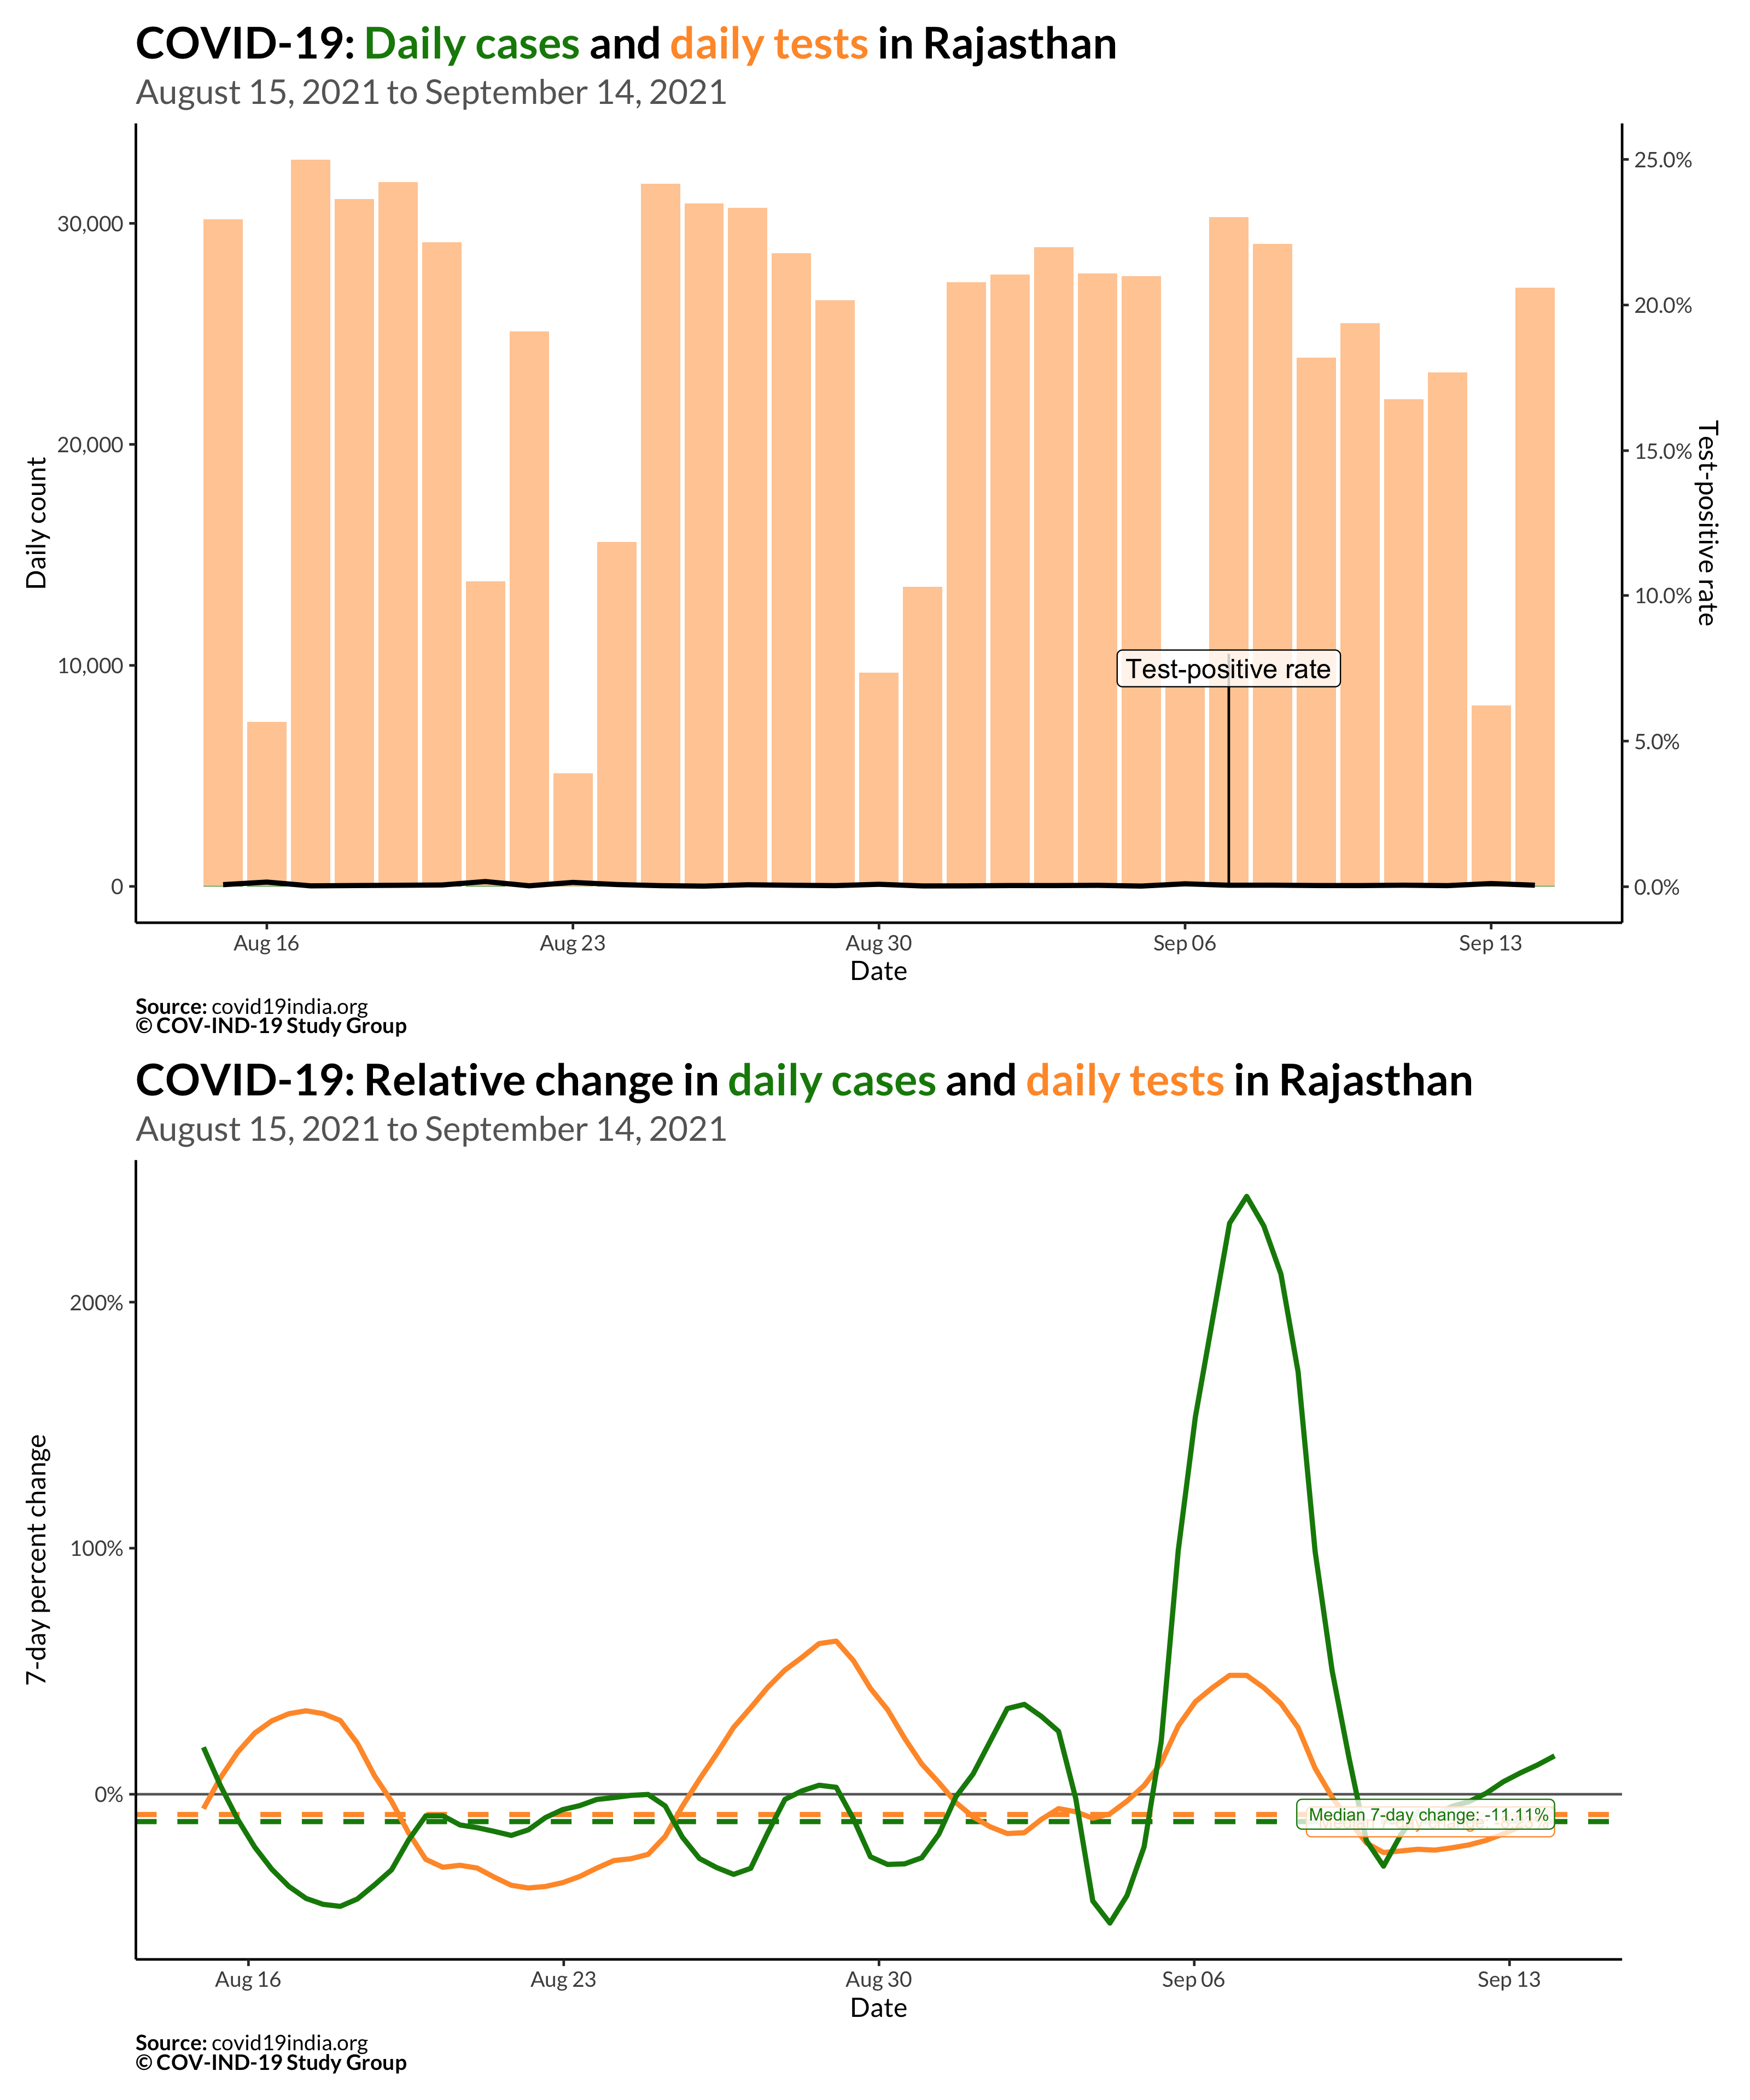 COVID-19: Daily cases and daily tests in Rajasthan
August 15, 2021 to September 14, 2021
Daily count
30,000
20,000
10,000
0
25.0%
20.0%
15.0%
10.0%
5.0%
0.0%
Test-positive rate
Test-positive rate
Aug 16
Aug 23
Aug 30
Sep 06
Sep 13
Date
Source: covid19india.org
© COV-IND-19 Study Group
COVID-19: Relative change in daily cases and daily tests in Rajasthan
August 15, 2021 to September 14, 2021
7-day percent change
200%
100%
0%
Median 7-day change: -11.11%
Aug 16
Aug 23
Aug 30
Sep 06
Sep 13
Date
Source: covid19india.org
© COV-IND-19 Study Group